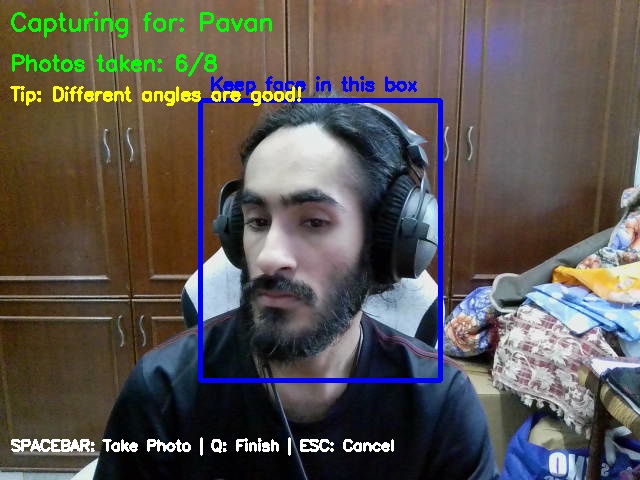 Capturing for: Pavan
Photos taken: 6/8
Keep face in this box
Tip: Different angles are good!
SPACEBAR: Take Photo | Q: Finish | ESC: Cancel